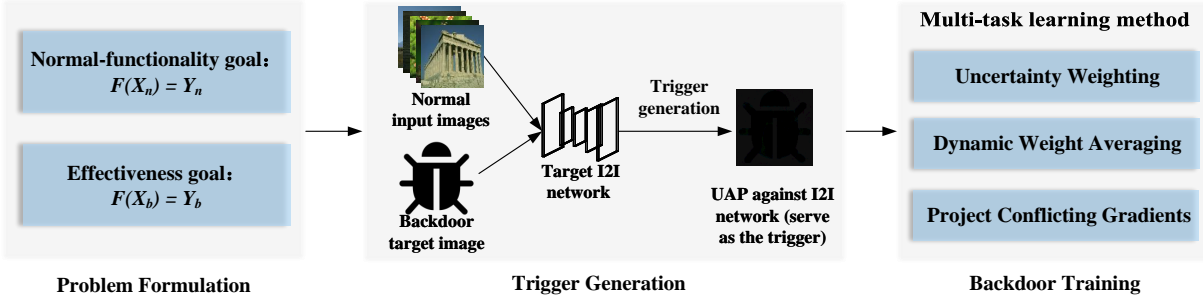 Normal-functionality goal：
F(Xn) = Yn
Effectiveness goal：
F(Xb) = Yb
Problem Formulation
Normal
input images
Backdoor
target image
Target I2I
network
Trigger
generation
UAP against I2I
network (serve
as the trigger)
Trigger Generation
Multi-task learning method
Uncertainty Weighting
Dynamic Weight Averaging
Project Conflicting Gradients
Backdoor Training